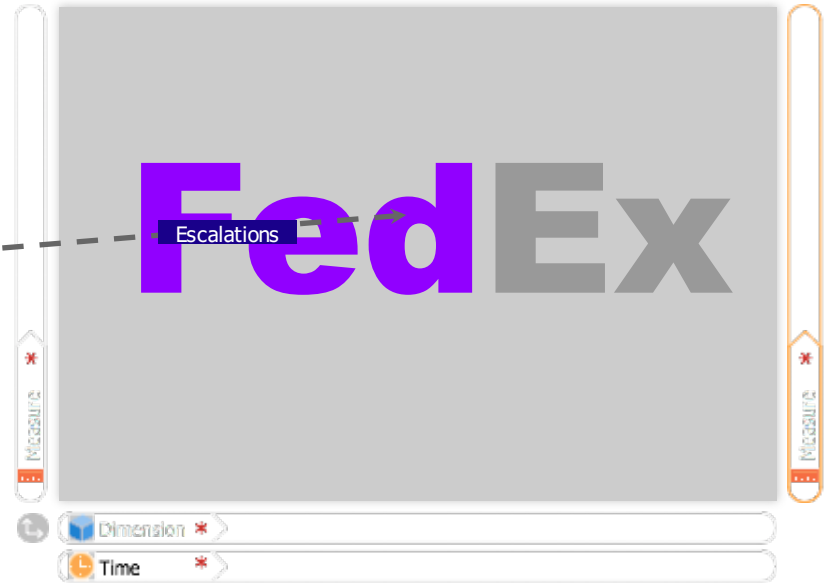 FedEx
Escalations
Measure *
Measure *
Dimension *
Time *